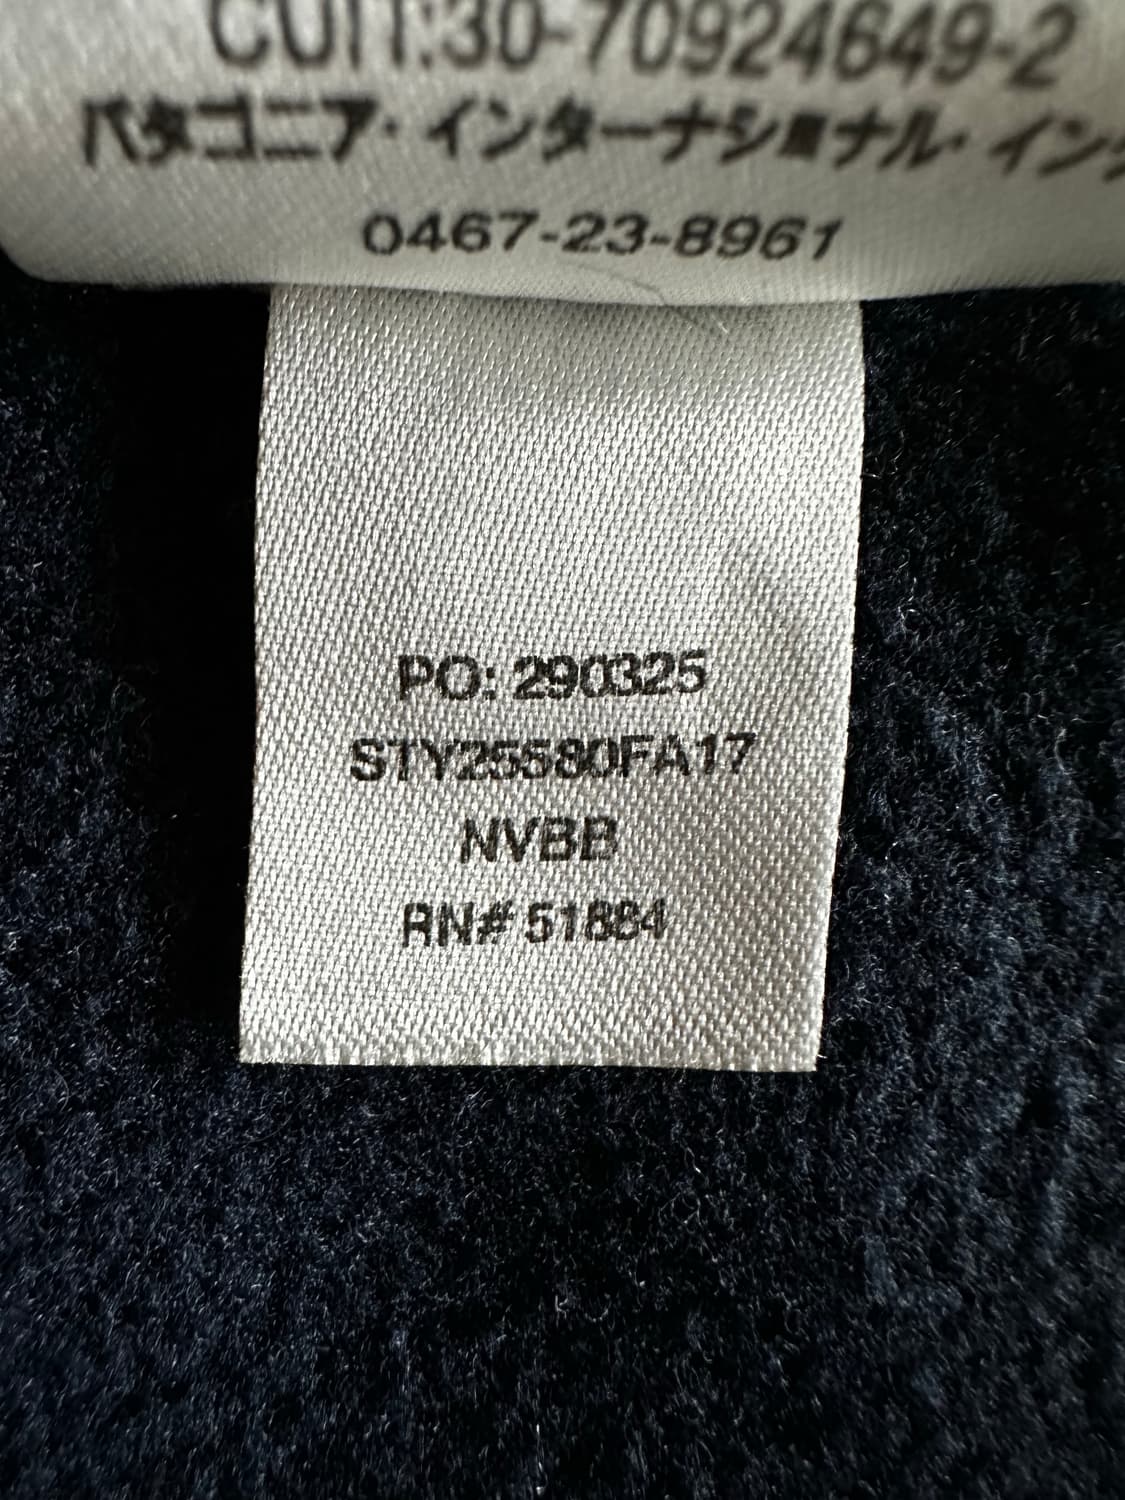 CUIT:30-70924649-2
パタゴニア・インターナショナル・イン
0467-23-8961
PO: 290325
STY25580FA17
NVBB
RN# 51884